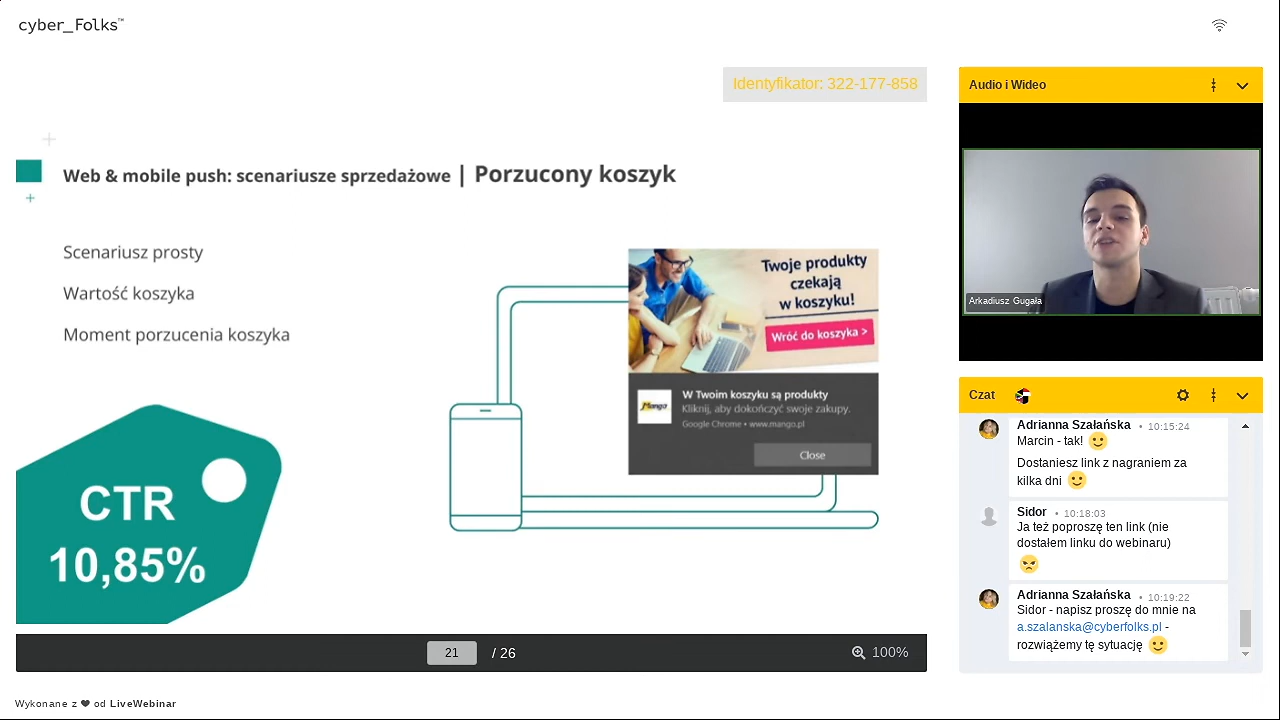 cyber_Folks™
Identyfikator: 322-177-858
Web & mobile push: scenariusze sprzedażowe | Porzucony koszyk
Scenariusz prosty
Wartość koszyka
Moment porzucenia koszyka
CTR
10,85%
Twoje produkty
czekają
w koszyku!
Wróć do koszyka >
Mango
W Twoim koszyku są produkty
Kliknij, aby dokończyć swoje zakupy.
Google Chrome • www.mango.pl
Close
21 / 26
100%
Wykonane z ❤ od LiveWebinar
Audio i Wideo
Arkadiusz Gugała
Czat
Adrianna Szałańska • 10:15:24
Marcin - tak! 🙂
Dostaniesz link z nagraniem za
kilka dni 🙂
Sidor • 10:18:03
Ja też poproszę ten link (nie
dostałem linku do webinaru)
😠
Adrianna Szałańska • 10:19:22
Sidor - napisz proszę do mnie na
a.szalanska@cyberfolks.pl -
rozwiążemy tę sytuację 🙂